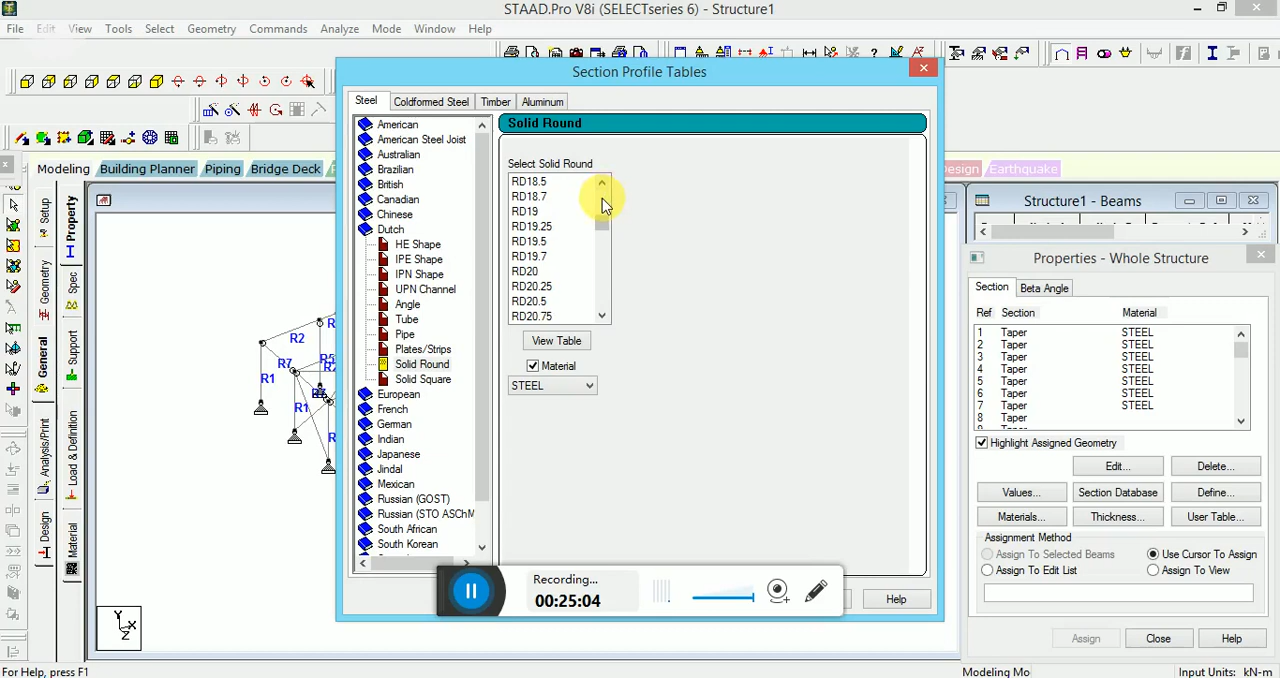 STAAD.Pro V8i (SELECTseries 6) - Structure1
File Edit View Tools Select Geometry Commands Analyze Mode Window Help
Section Profile Tables
Steel Coldformed Steel Timber Aluminum
Modeling Building Planner Piping Bridge Deck
Design Earthquake
Setup
Geometry
General
Analysis/Print
Design
Property
Spec
Support
Load & Definition
Material
R2
R7
R1
R1
American
American Steel Joist
Australian
Brazilian
British
Canadian
Chinese
Dutch
HE Shape
IPE Shape
IPN Shape
UPN Channel
Angle
Tube
Pipe
Plates/Strips
Solid Round
Solid Square
European
French
German
Indian
Japanese
Jindal
Mexican
Russian (GOST)
Russian (STO ASChM
South African
South Korean
Solid Round
Select Solid Round
RD18.5
RD18.7
RD19
RD19.25
RD19.5
RD19.7
RD20
RD20.25
RD20.5
RD20.75
View Table
Material
STEEL
Help
Recording...
00:25:04
Structure1 - Beams
Properties - Whole Structure
Section Beta Angle
Ref Section Material
1 Taper STEEL
2 Taper STEEL
3 Taper STEEL
4 Taper STEEL
5 Taper STEEL
6 Taper STEEL
7 Taper STEEL
8 Taper
Highlight Assigned Geometry
Edit... Delete...
Values... Section Database Define...
Materials... Thickness... User Table...
Assignment Method
Assign To Selected Beams Use Cursor To Assign
Assign To Edit List Assign To View
Assign Close Help
Y
X
Z
For Help, press F1
Modeling Mo Input Units: kN-m